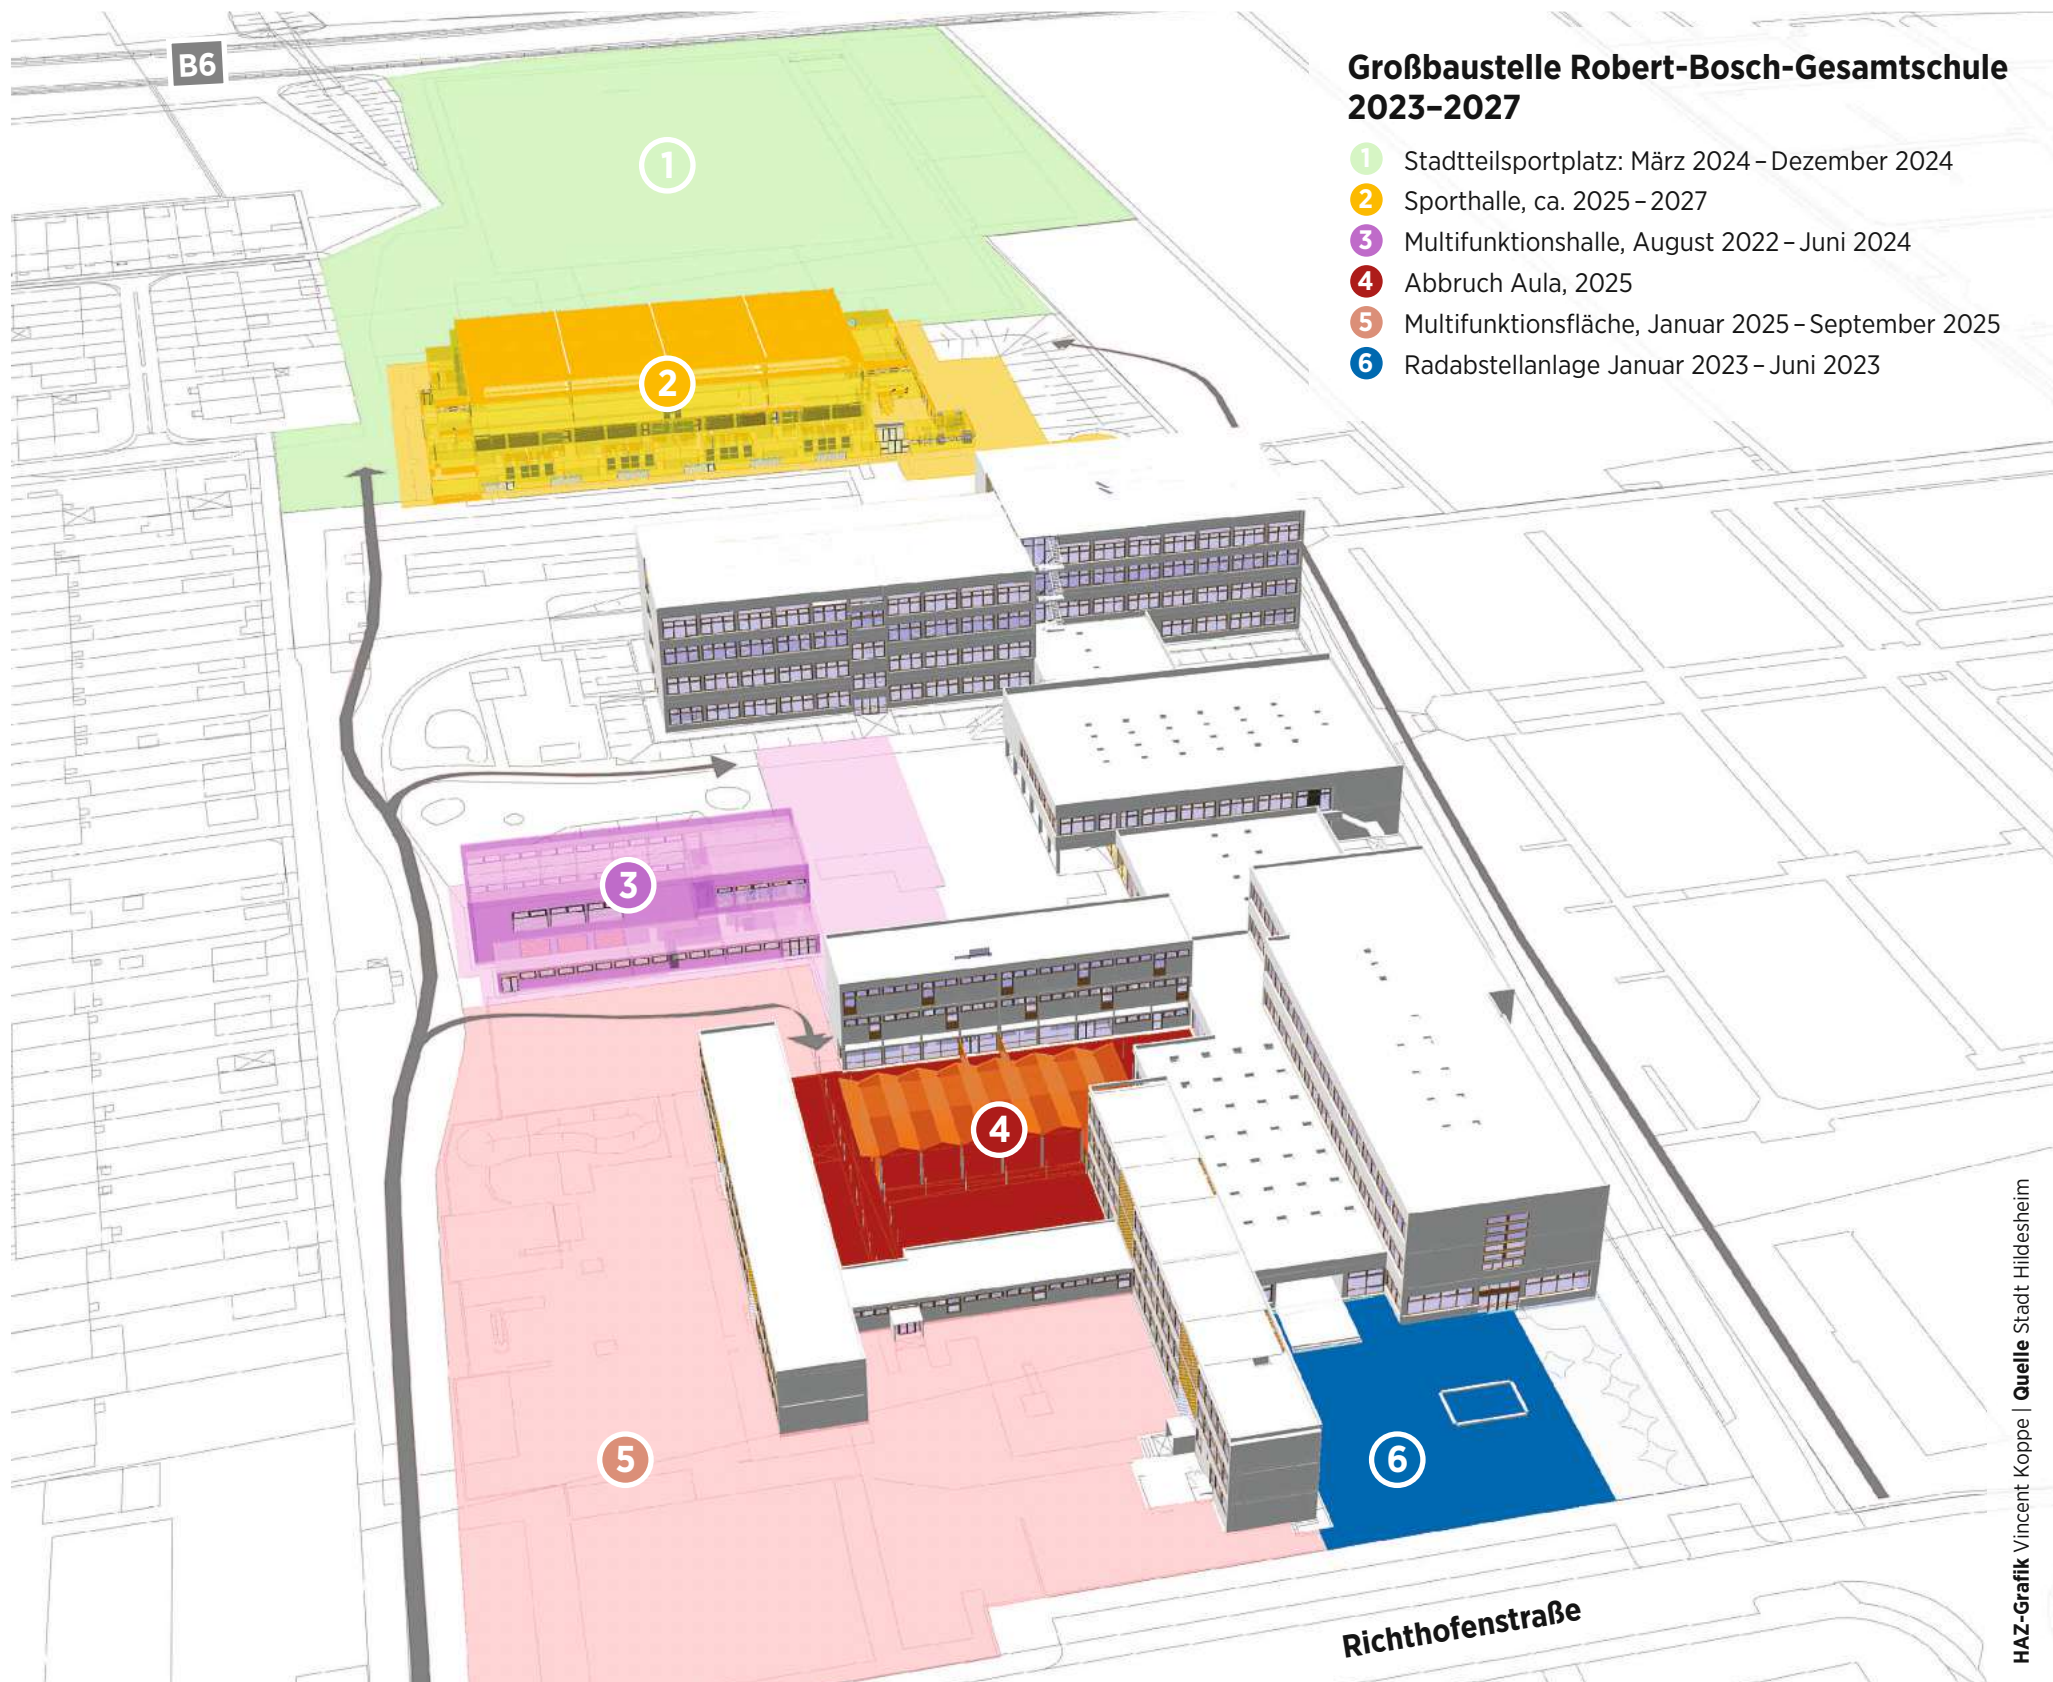 B6
Großbaustelle Robert-Bosch-Gesamtschule
2023–2027
1 Stadtteilsportplatz: März 2024 – Dezember 2024
2 Sporthalle, ca. 2025 – 2027
3 Multifunktionshalle, August 2022 – Juni 2024
4 Abbruch Aula, 2025
5 Multifunktionsfläche, Januar 2025 – September 2025
6 Radabstellanlage Januar 2023 – Juni 2023
1
2
3
4
5
6
Richthofenstraße
HAZ-Grafik Vincent Koppe | Quelle Stadt Hildesheim